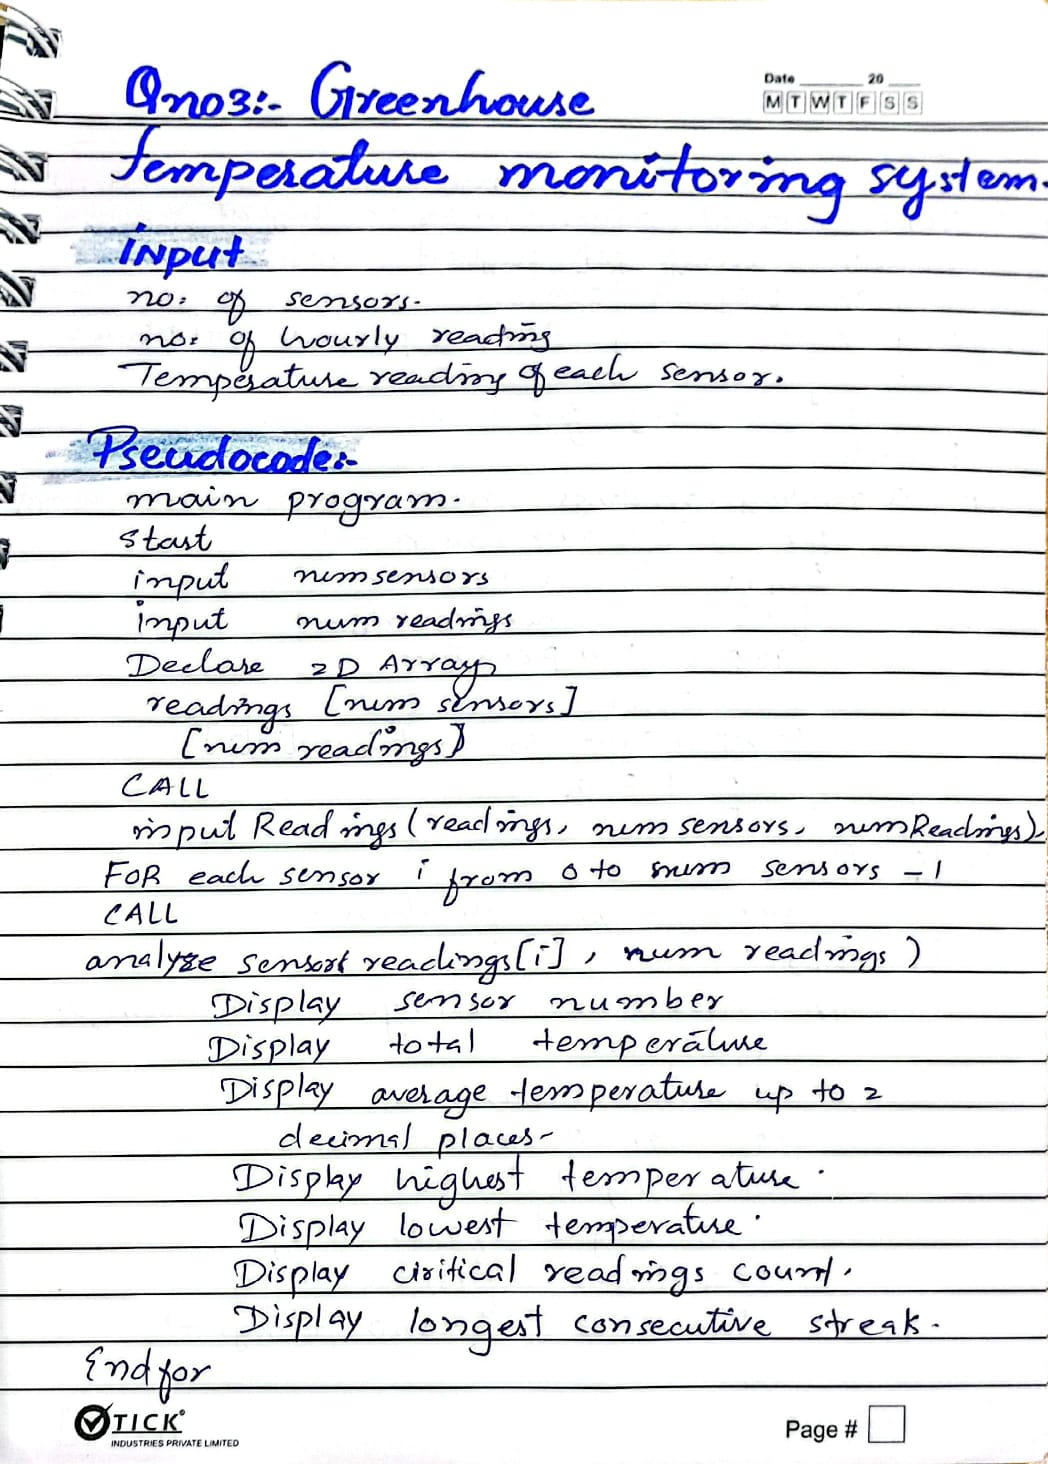 Qno3:- Greenhouse
Date ______ 20 ___
M T W T F S S
Temperature monitoring system.
INput
no: of sensors.
no: of hourly reading
Temperature reading of each sensor.
Pseudocode:-
main program.
Start
input numsensors
input num readings
Declare 2D Array
readings [num sensors]
[num readings]
CALL
input Readings (readings, num sensors, numReadings).
FOR each sensor i from 0 to num sensors - 1
CALL
analyze sensor readings[i], num readings)
Display sensor number
Display total temperature
Display average temperature up to 2
decimal places-
Display highest temperature.
Display lowest temperature.
Display ciritical readings count.
Display longest consecutive streak.
End for
TICK
INDUSTRIES PRIVATE LIMITED
Page #